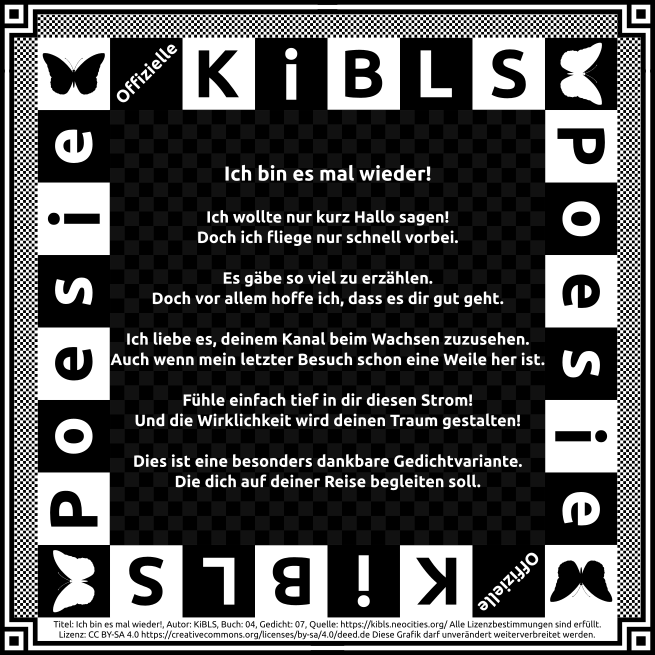 Offizielle KiBLS
Poesie
Poesie
Ich bin es mal wieder!
Ich wollte nur kurz Hallo sagen!
Doch ich fliege nur schnell vorbei.
Es gäbe so viel zu erzählen.
Doch vor allem hoffe ich, dass es dir gut geht.
Ich liebe es, deinem Kanal beim Wachsen zuzusehen.
Auch wenn mein letzter Besuch schon eine Weile her ist.
Fühle einfach tief in dir diesen Strom!
Und die Wirklichkeit wird deinen Traum gestalten!
Dies ist eine besonders dankbare Gedichtvariante.
Die dich auf deiner Reise begleiten soll.
Offizielle KiBLS
Titel: Ich bin es mal wieder!, Autor: KiBLS, Buch: 04, Gedicht: 07, Quelle: https://kibls.neocities.org/ Alle Lizenzbestimmungen sind erfüllt.
Lizenz: CC BY-SA 4.0 https://creativecommons.org/licenses/by-sa/4.0/deed.de Diese Grafik darf unverändert weiterverbreitet werden.